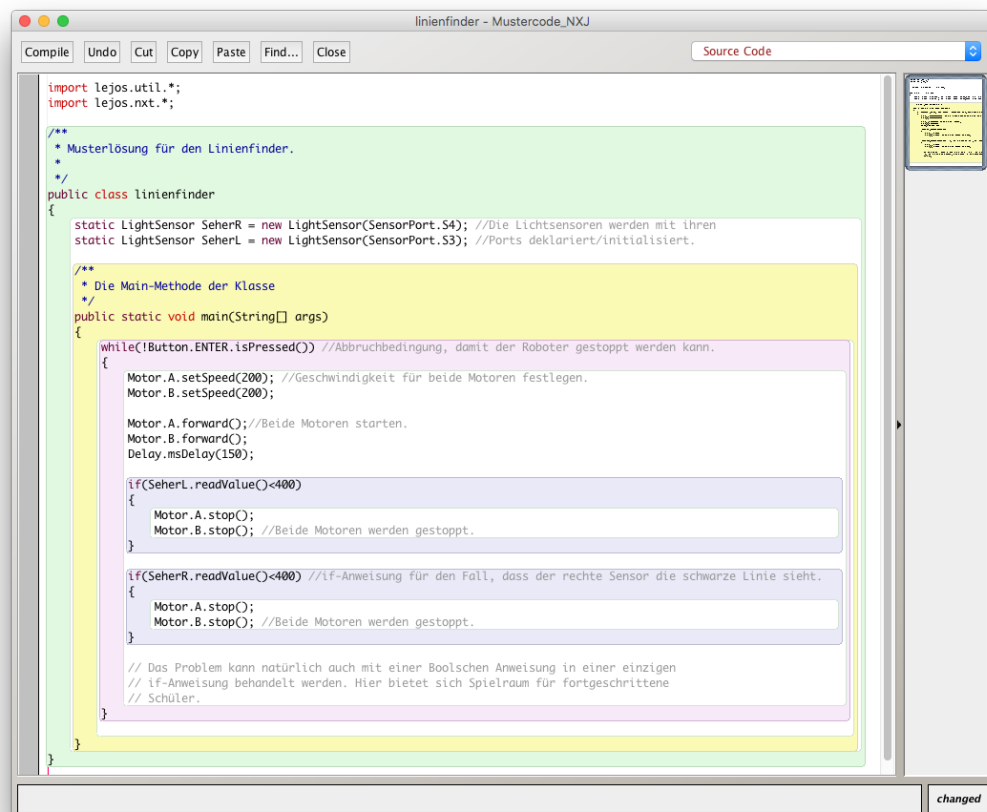 linienfinder - Mustercode_NXJ
Compile Undo Cut Copy Paste Find... Close Source Code
import lejos.util.*;
import lejos.nxt.*;
/**
* Musterlösung für den Linienfinder.
*
*/
public class linienfinder
{
static LightSensor SeherR = new LightSensor(SensorPort.S4); //Die Lichtsensoren werden mit ihren
static LightSensor SeherL = new LightSensor(SensorPort.S3); //Ports deklariert/initialisiert.
/**
* Die Main-Methode der Klasse
*/
public static void main(String[] args)
{
while(!Button.ENTER.isPressed()) //Abbruchbedingung, damit der Roboter gestoppt werden kann.
{
Motor.A.setSpeed(200); //Geschwindigkeit für beide Motoren festlegen.
Motor.B.setSpeed(200);
Motor.A.forward();//Beide Motoren starten.
Motor.B.forward();
Delay.msDelay(150);
if(SeherL.readValue()<400)
{
Motor.A.stop();
Motor.B.stop(); //Beide Motoren werden gestoppt.
}
if(SeherR.readValue()<400) //if-Anweisung für den Fall, dass der rechte Sensor die schwarze Linie sieht.
{
Motor.A.stop();
Motor.B.stop(); //Beide Motoren werden gestoppt.
}
// Das Problem kann natürlich auch mit einer Boolschen Anweisung in einer einzigen
// if-Anweisung behandelt werden. Hier bietet sich Spielraum für fortgeschrittene
// Schüler.
}
}
}
changed